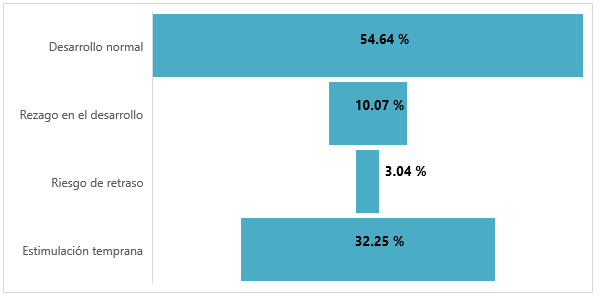 Desarrollo normal 54.64 %
Rezago en el desarrollo 10.07 %
Riesgo de retraso 3.04 %
Estimulación temprana 32.25 %